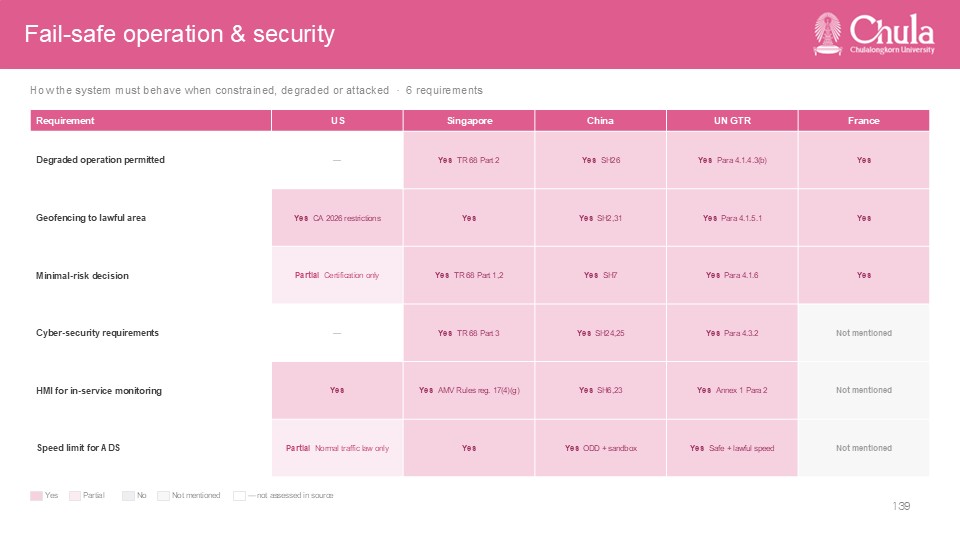 Fail-safe operation & security
Chula
Chulalongkorn University
How the system must behave when constrained, degraded or attacked · 6 requirements
Requirement US Singapore China UN GTR France
Degraded operation permitted — Yes TR 68 Part 2 Yes SH26 Yes Para 4.1.4.3(b) Yes
Geofencing to lawful area Yes CA 2026 restrictions Yes Yes SH2,31 Yes Para 4.1.5.1 Yes
Minimal-risk decision Partial Certification only Yes TR 68 Part 1,2 Yes SH7 Yes Para 4.1.6 Yes
Cyber-security requirements — Yes TR 68 Part 3 Yes SH24,25 Yes Para 4.3.2 Not mentioned
HMI for in-service monitoring Yes Yes AMV Rules reg. 17(4)(g) Yes SH6,23 Yes Annex 1 Para 2 Not mentioned
Speed limit for ADS Partial Normal traffic law only Yes Yes ODD + sandbox Yes Safe + lawful speed Not mentioned
Yes Partial No Not mentioned — not assessed in source
139